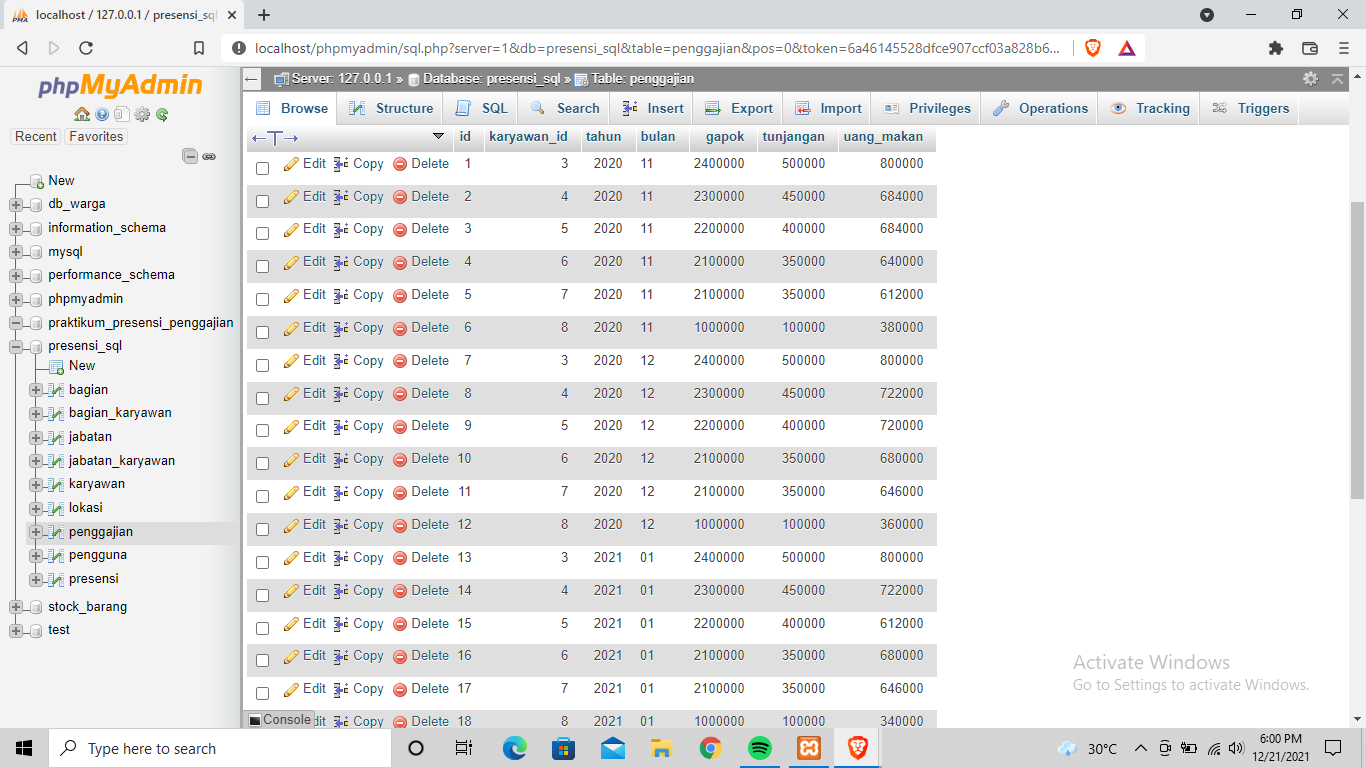 localhost / 127.0.0.1 / presensi_sql
localhost/phpmyadmin/sql.php?server=1&db=presensi_sql&table=penggajian&pos=0&token=6a46145528dfce907ccf03a828b6...
phpMyAdmin
Recent Favorites
New
db_warga
information_schema
mysql
performance_schema
phpmyadmin
praktikum_presensi_penggajian
presensi_sql
New
bagian
bagian_karyawan
jabatan
jabatan_karyawan
karyawan
lokasi
penggajian
pengguna
presensi
stock_barang
test
Server: 127.0.0.1 » Database: presensi_sql » Table: penggajian
Browse Structure SQL Search Insert Export Import Privileges Operations Tracking Triggers
id karyawan_id tahun bulan gapok tunjangan uang_makan
Edit Copy Delete 1 3 2020 11 2400000 500000 800000
Edit Copy Delete 2 4 2020 11 2300000 450000 684000
Edit Copy Delete 3 5 2020 11 2200000 400000 684000
Edit Copy Delete 4 6 2020 11 2100000 350000 640000
Edit Copy Delete 5 7 2020 11 2100000 350000 612000
Edit Copy Delete 6 8 2020 11 1000000 100000 380000
Edit Copy Delete 7 3 2020 12 2400000 500000 800000
Edit Copy Delete 8 4 2020 12 2300000 450000 722000
Edit Copy Delete 9 5 2020 12 2200000 400000 720000
Edit Copy Delete 10 6 2020 12 2100000 350000 680000
Edit Copy Delete 11 7 2020 12 2100000 350000 646000
Edit Copy Delete 12 8 2020 12 1000000 100000 360000
Edit Copy Delete 13 3 2021 01 2400000 500000 800000
Edit Copy Delete 14 4 2021 01 2300000 450000 722000
Edit Copy Delete 15 5 2021 01 2200000 400000 612000
Edit Copy Delete 16 6 2021 01 2100000 350000 680000
Edit Copy Delete 17 7 2021 01 2100000 350000 646000
Console dit Copy Delete 18 8 2021 01 1000000 100000 340000
Activate Windows
Go to Settings to activate Windows.
Type here to search
30°C
6:00 PM
12/21/2021